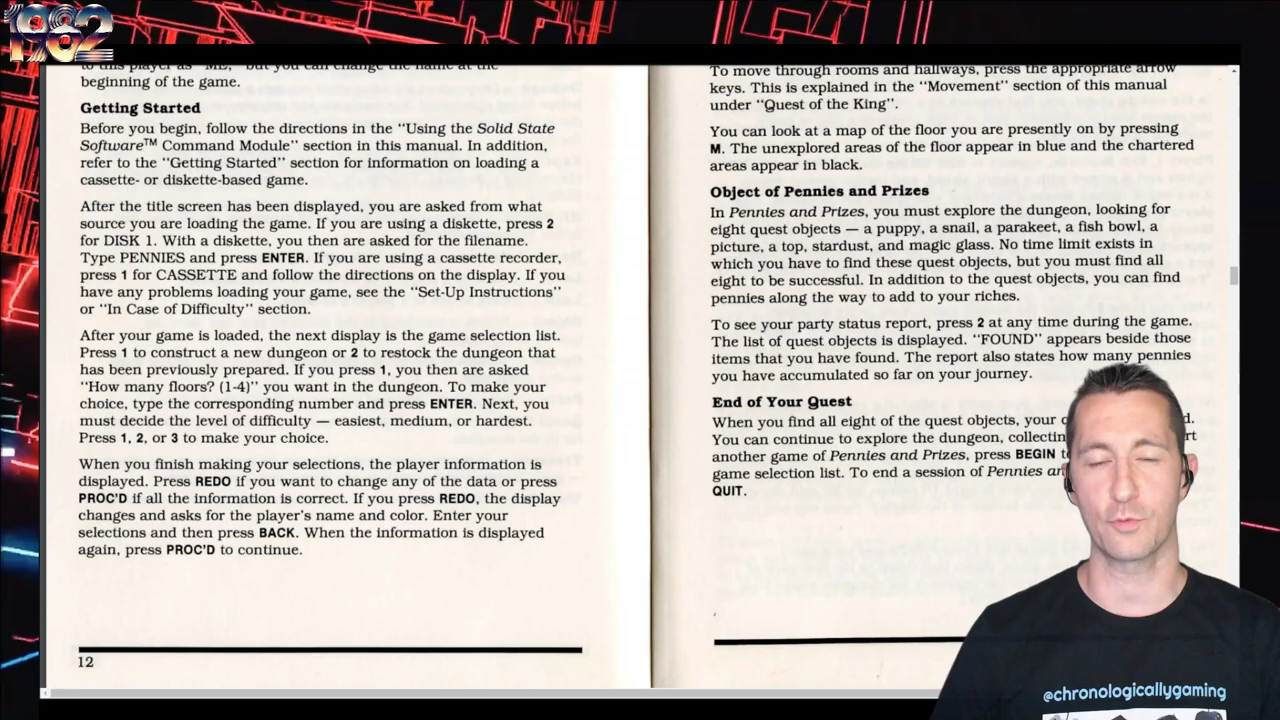 1982
to this player as "ME," but you can change the name at the
beginning of the game.
Getting Started
Before you begin, follow the directions in the "Using the Solid State
Software™ Command Module" section in this manual. In addition,
refer to the "Getting Started" section for information on loading a
cassette- or diskette-based game.
After the title screen has been displayed, you are asked from what
source you are loading the game. If you are using a diskette, press 2
for DISK 1. With a diskette, you then are asked for the filename.
Type PENNIES and press ENTER. If you are using a cassette recorder,
press 1 for CASSETTE and follow the directions on the display. If you
have any problems loading your game, see the "Set-Up Instructions"
or "In Case of Difficulty" section.
After your game is loaded, the next display is the game selection list.
Press 1 to construct a new dungeon or 2 to restock the dungeon that
has been previously prepared. If you press 1, you then are asked
"How many floors? (1-4)" you want in the dungeon. To make your
choice, type the corresponding number and press ENTER. Next, you
must decide the level of difficulty — easiest, medium, or hardest.
Press 1, 2, or 3 to make your choice.
When you finish making your selections, the player information is
displayed. Press REDO if you want to change any of the data or press
PROC'D if all the information is correct. If you press REDO, the display
changes and asks for the player's name and color. Enter your
selections and then press BACK. When the information is displayed
again, press PROC'D to continue.
12
To move through rooms and hallways, press the appropriate arrow
keys. This is explained in the "Movement" section of this manual
under "Quest of the King".
You can look at a map of the floor you are presently on by pressing
M. The unexplored areas of the floor appear in blue and the chartered
areas appear in black.
Object of Pennies and Prizes
In Pennies and Prizes, you must explore the dungeon, looking for
eight quest objects — a puppy, a snail, a parakeet, a fish bowl, a
picture, a top, stardust, and magic glass. No time limit exists in
which you have to find these quest objects, but you must find all
eight to be successful. In addition to the quest objects, you can find
pennies along the way to add to your riches.
To see your party status report, press 2 at any time during the game.
The list of quest objects is displayed. "FOUND" appears beside those
items that you have found. The report also states how many pennies
you have accumulated so far on your journey.
End of Your Quest
When you find all eight of the quest objects, your
You can continue to explore the dungeon,
another game of Pennies and Prizes, press BEGIN
game selection list. To end a session of Pennies
QUIT.
@chronologicallygaming